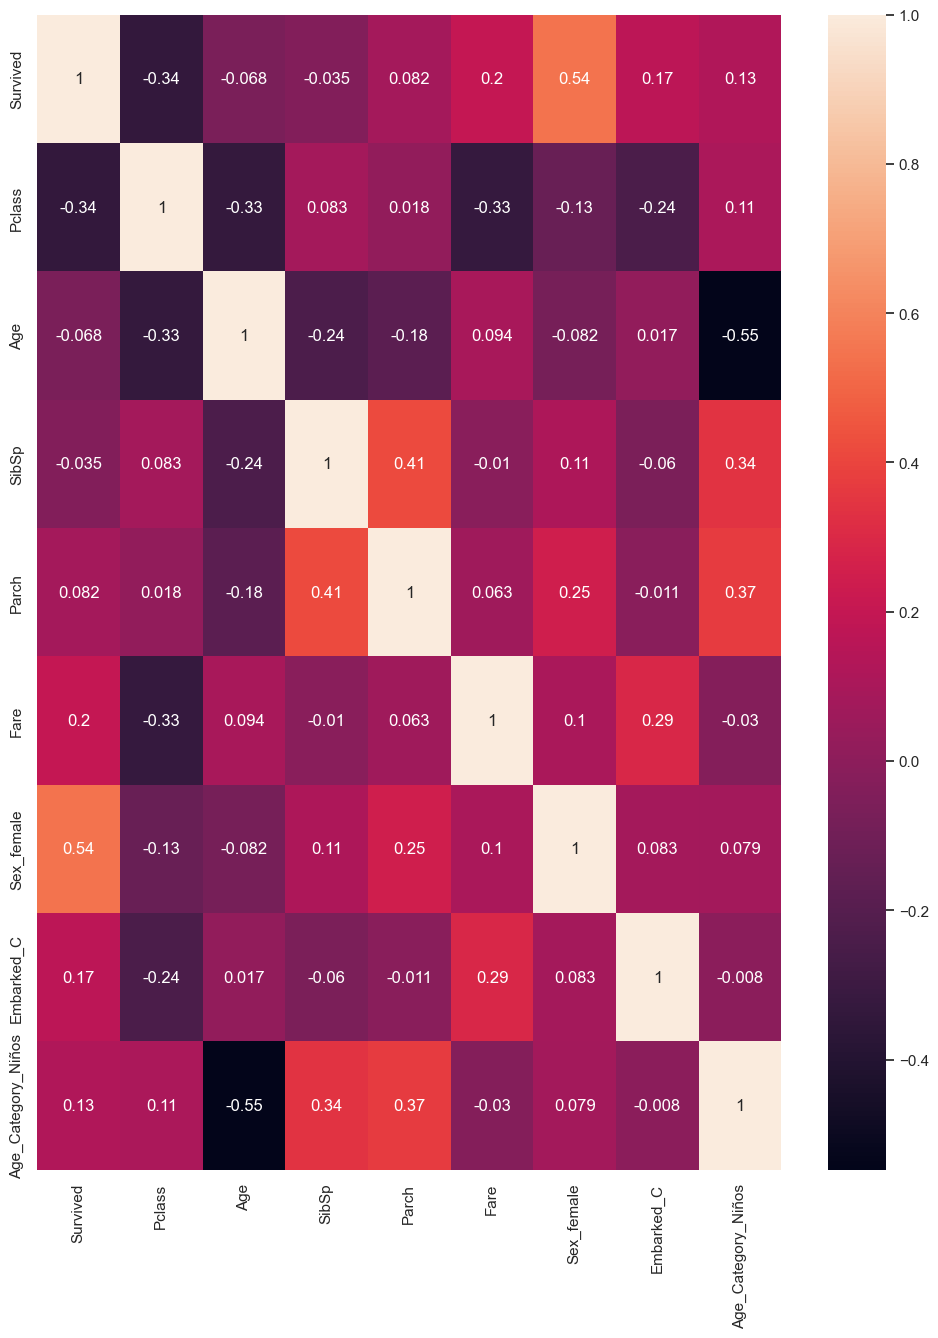 Survived 1 -0.34 -0.068 -0.035 0.082 0.2 0.54 0.17 0.13
Pclass -0.34 1 -0.33 0.083 0.018 -0.33 -0.13 -0.24 0.11
Age -0.068 -0.33 1 -0.24 -0.18 0.094 -0.082 0.017 -0.55
SibSp -0.035 0.083 -0.24 1 0.41 -0.01 0.11 -0.06 0.34
Parch 0.082 0.018 -0.18 0.41 1 0.063 0.25 -0.011 0.37
Fare 0.2 -0.33 0.094 -0.01 0.063 1 0.1 0.29 -0.03
Sex_female 0.54 -0.13 -0.082 0.11 0.25 0.1 1 0.083 0.079
Embarked_C 0.17 -0.24 0.017 -0.06 -0.011 0.29 0.083 1 -0.008
Age_Category_Niños 0.13 0.11 -0.55 0.34 0.37 -0.03 0.079 -0.008 1
Survived Pclass Age SibSp Parch Fare Sex_female Embarked_C Age_Category_Niños
1.0
0.8
0.6
0.4
0.2
0.0
−0.2
−0.4